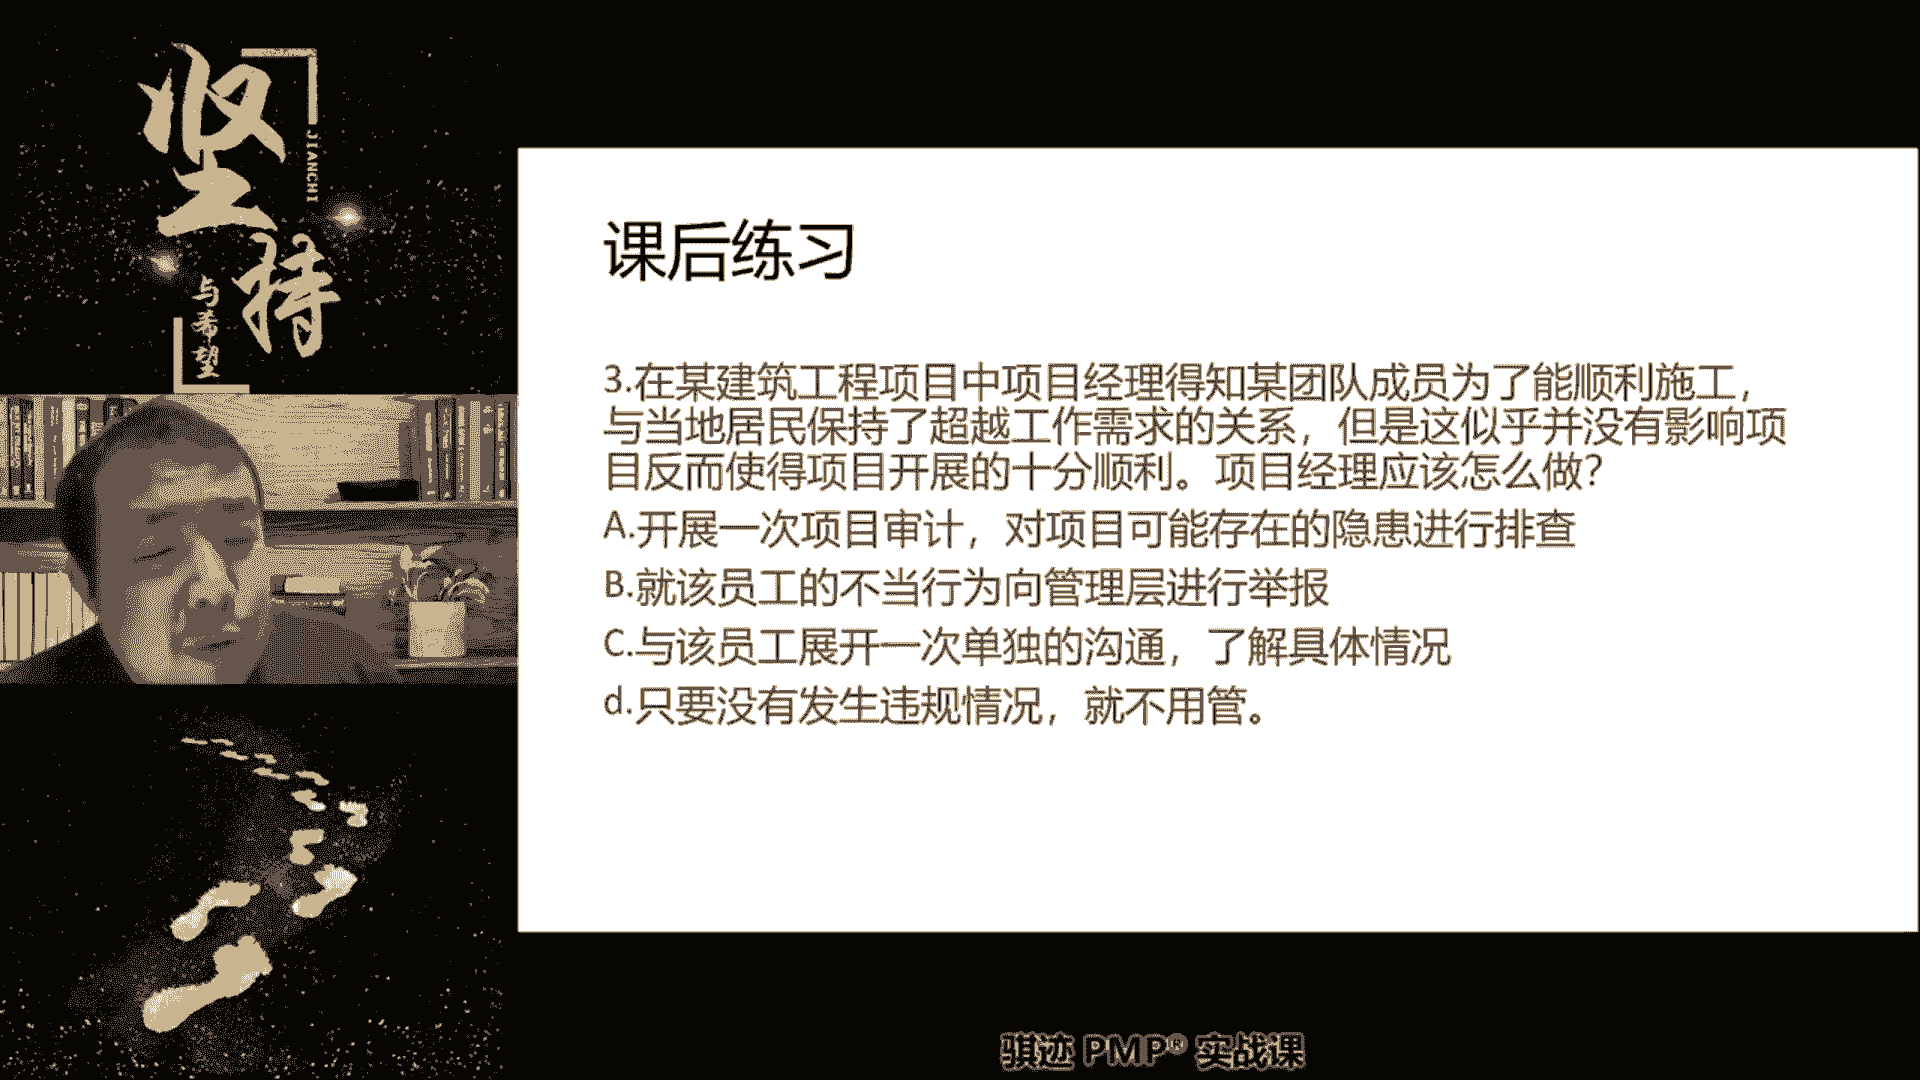 坚持
JIANCHI
与希望
课后练习
3.在某建筑工程项目中项目经理得知某团队成员为了能顺利施工，
与当地居民保持了超越工作需求的关系，但是这似乎并没有影响项
目反而使得项目开展的十分顺利。项目经理应该怎么做？
A.开展一次项目审计，对项目可能存在的隐患进行排查
B.就该员工的不当行为向管理层进行举报
C.与该员工展开一次单独的沟通，了解具体情况
d.只要没有发生违规情况，就不用管。
骐迹 PMP® 实战课